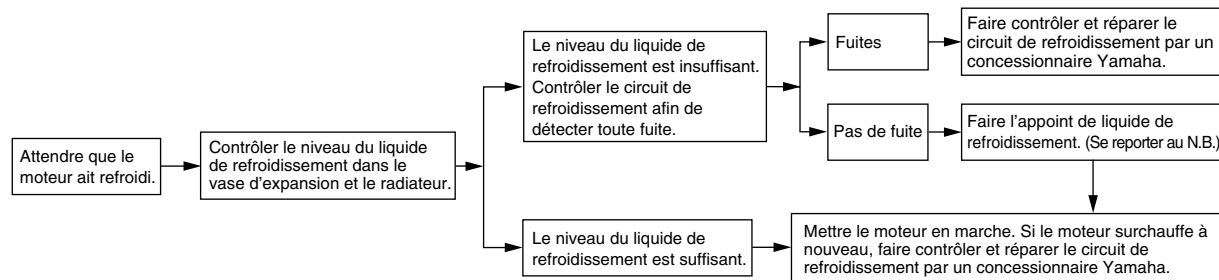 Attendre que le
moteur ait refroidi.
Contrôler le niveau du liquide
de refroidissement dans le
vase d’expansion et le radiateur.
Le niveau du liquide de
refroidissement est insuffisant.
Contrôler le circuit de
refroidissement afin de
détecter toute fuite.
Fuites
Faire contrôler et réparer le
circuit de refroidissement par un
concessionnaire Yamaha.
Pas de fuite
Faire l’appoint de liquide de
refroidissement. (Se reporter au N.B.)
Le niveau du liquide de
refroidissement est suffisant.
Mettre le moteur en marche. Si le moteur surchauffe à
nouveau, faire contrôler et réparer le circuit de
refroidissement par un concessionnaire Yamaha.